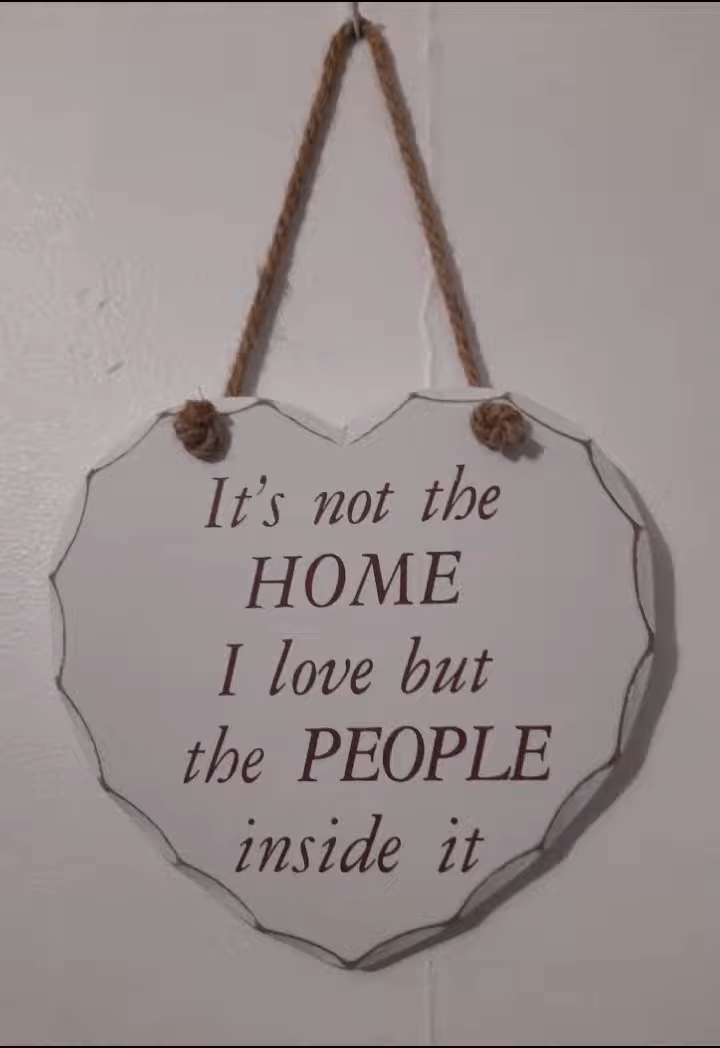 It's not the
HOME
I love but
the PEOPLE
inside it